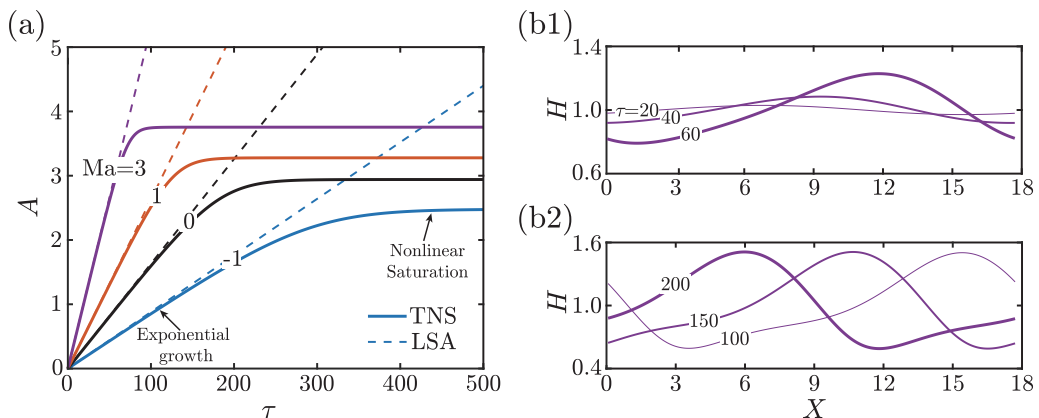 (a)
5
4
3
2
1
0
A
0
100
200
300
400
500
τ
Ma=3
1
0
-1
Nonlinear
Saturation
Exponential
growth
TNS
LSA
(b1)
1.4
1.0
0.6
H
τ=20
40
60
0
3
6
9
12
15
18
(b2)
1.6
1.0
0.4
H
200
150
100
0
3
6
9
12
15
18
X